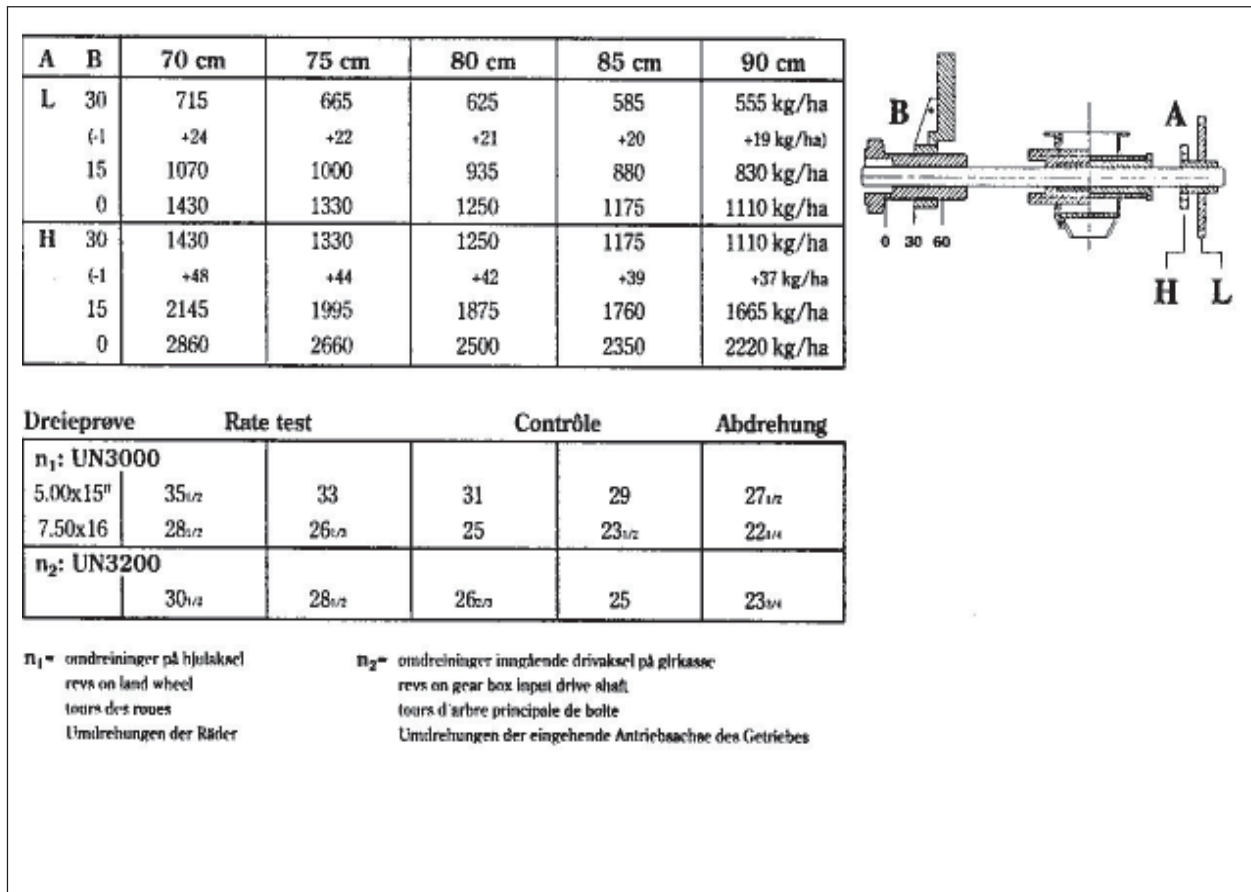 A B 70 cm 75 cm 80 cm 85 cm 90 cm
L 30 715 665 625 585 555 kg/ha
(-1 +24 +22 +21 +20 +19 kg/ha)
15 1070 1000 935 880 830 kg/ha
0 1430 1330 1250 1175 1110 kg/ha
H 30 1430 1330 1250 1175 1110 kg/ha
(-1 +48 +44 +42 +39 +37 kg/ha
15 2145 1995 1875 1760 1665 kg/ha
0 2860 2660 2500 2350 2220 kg/ha
B A
0 30 60
H L
Dreieprøve Rate test Contrôle Abdrehung
n₁: UN3000
5.00x15" 35 1/2 33 31 29 27 1/2
7.50x16 28 1/2 26 1/3 25 23 1/2 22 1/4
n₂: UN3200
30 1/2 28 1/2 26 2/3 25 23 3/4
n₁= omdreininger på hjulaksel
revs on land wheel
tours des roues
Umdrehungen der Räder
n₂= omdreininger inngående drivaksel på girkasse
revs on gear box input drive shaft
tours d'arbre principale de boîte
Umdrehungen der eingehende Antriebsachse des Getriebes